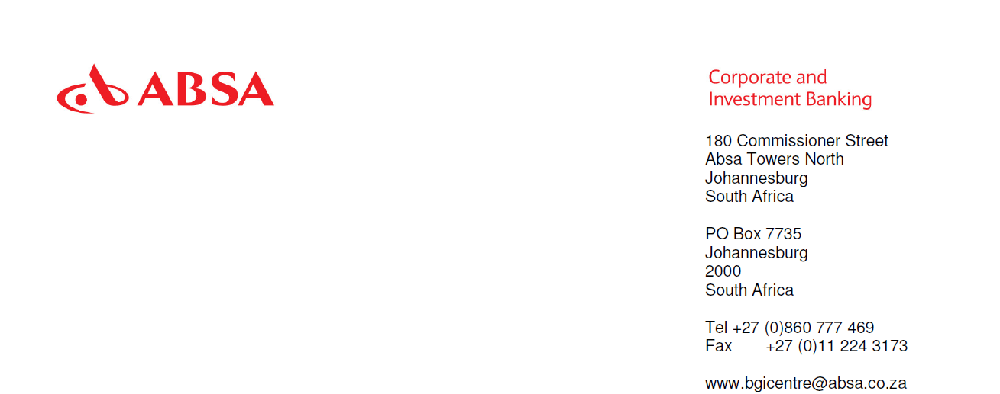 ABSA
Corporate and
Investment Banking
180 Commissioner Street
Absa Towers North
Johannesburg
South Africa
PO Box 7735
Johannesburg
2000
South Africa
Tel +27 (0)860 777 469
Fax +27 (0)11 224 3173
www.bgicentre@absa.co.za